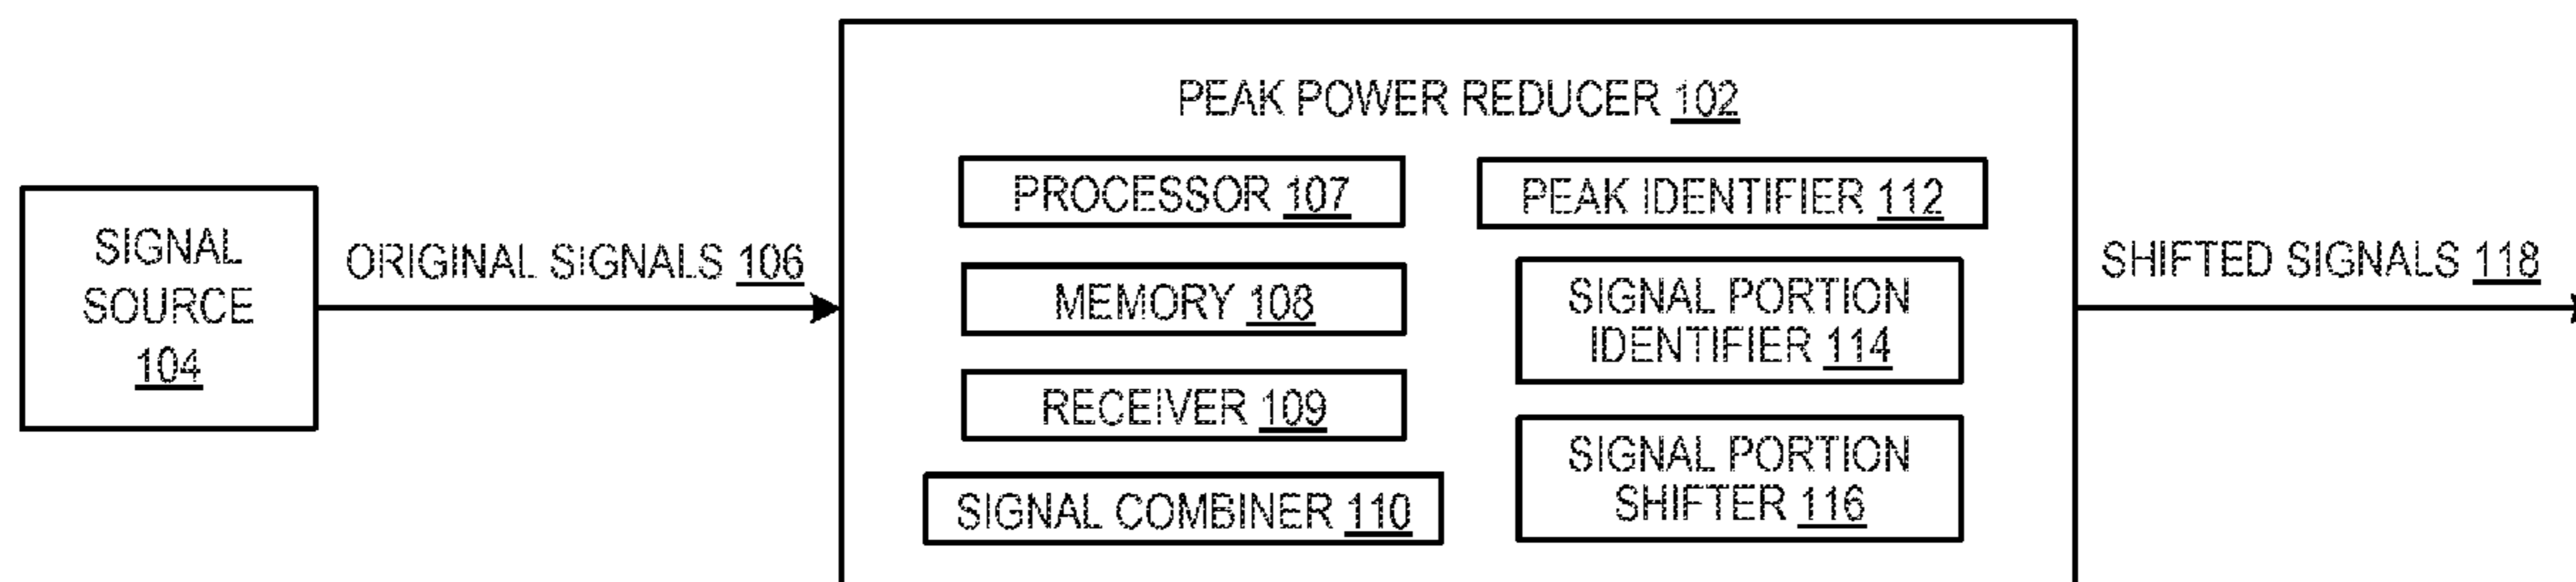 SIGNAL
SOURCE
104
ORIGINAL SIGNALS 106
PEAK POWER REDUCER 102
PROCESSOR 107
MEMORY 108
RECEIVER 109
SIGNAL COMBINER 110
PEAK IDENTIFIER 112
SIGNAL PORTION
IDENTIFIER 114
SIGNAL PORTION
SHIFTER 116
SHIFTED SIGNALS 118